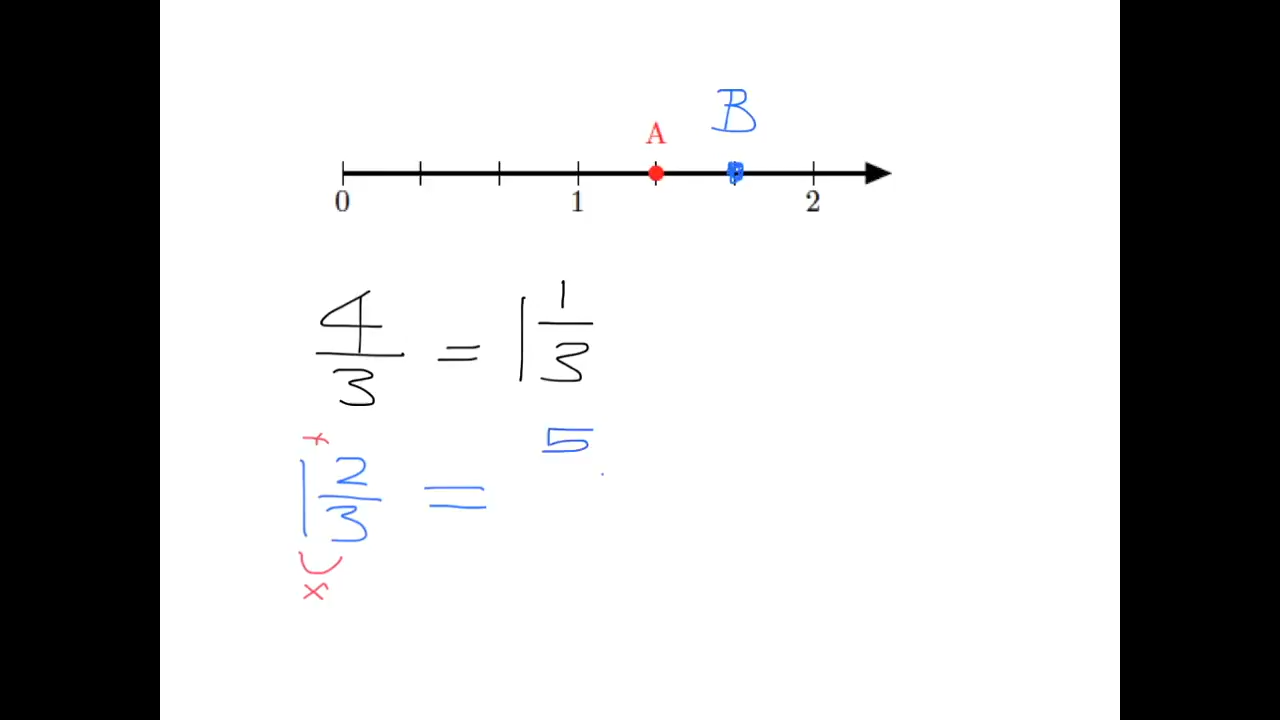 B
A
0 1 2
4/3 = 1 1/3
+
1 2/3 = 5
x